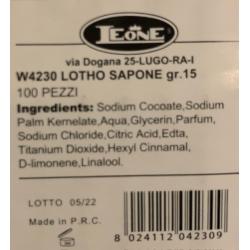 LEONE
via Dogana 25-LUGO-RA-I
W4230 LOTHO SAPONE gr.15
100 PEZZI
Ingredients: Sodium Cocoate,Sodium
Palm Kernelate,Aqua,Glycerin,Parfum,
Sodium Chloride,Citric Acid,Edta,
Titanium Dioxide,Hexyl Cinnamal,
D-limonene,Linalool.
LOTTO 05/22
Made in P.R.C.
8 024112 042309